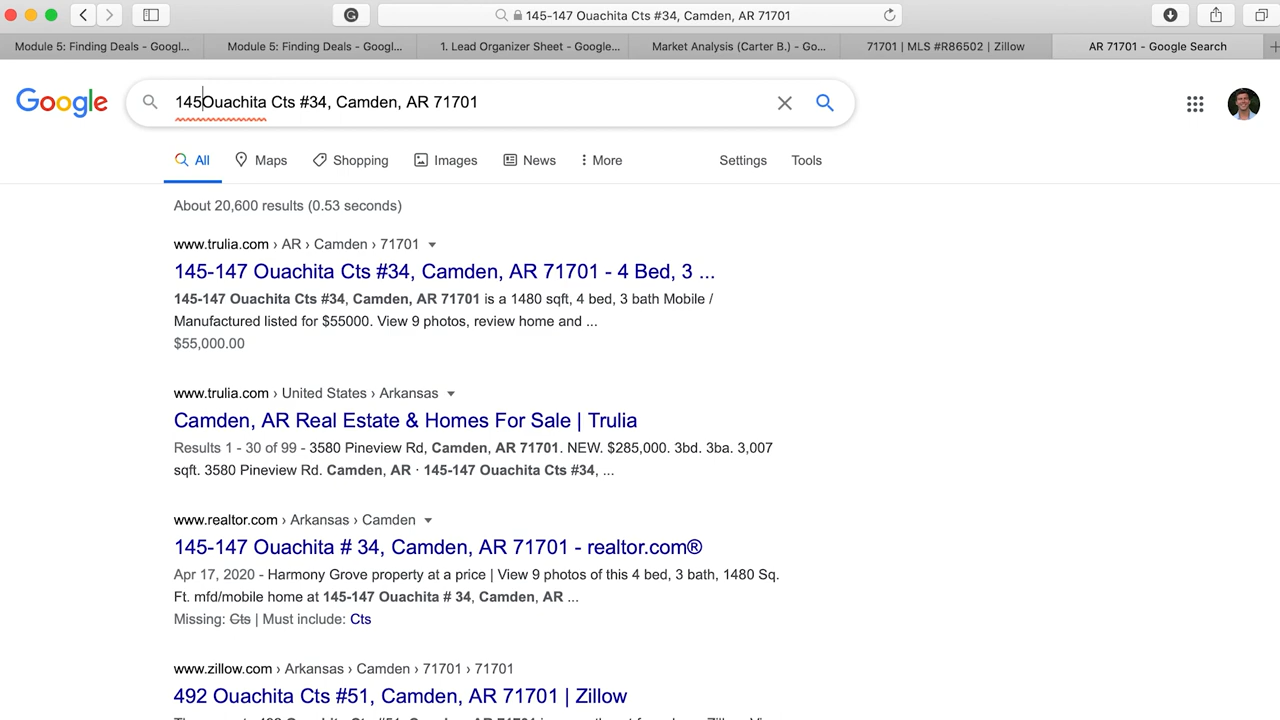 145-147 Ouachita Cts #34, Camden, AR 71701
Module 5: Finding Deals - Googl...
Module 5: Finding Deals - Googl...
1. Lead Organizer Sheet - Google...
Market Analysis (Carter B.) - Go...
71701 | MLS #R86502 | Zillow
AR 71701 - Google Search
Google
145Ouachita Cts #34, Camden, AR 71701
All
Maps
Shopping
Images
News
More
Settings
Tools
About 20,600 results (0.53 seconds)
www.trulia.com › AR › Camden › 71701
145-147 Ouachita Cts #34, Camden, AR 71701 - 4 Bed, 3 ...
145-147 Ouachita Cts #34, Camden, AR 71701 is a 1480 sqft, 4 bed, 3 bath Mobile /
Manufactured listed for $55000. View 9 photos, review home and ...
$55,000.00
www.trulia.com › United States › Arkansas
Camden, AR Real Estate & Homes For Sale | Trulia
Results 1 - 30 of 99 - 3580 Pineview Rd, Camden, AR 71701. NEW. $285,000. 3bd. 3ba. 3,007
sqft. 3580 Pineview Rd. Camden, AR · 145-147 Ouachita Cts #34, ...
www.realtor.com › Arkansas › Camden
145-147 Ouachita # 34, Camden, AR 71701 - realtor.com®
Apr 17, 2020 - Harmony Grove property at a price | View 9 photos of this 4 bed, 3 bath, 1480 Sq.
Ft. mfd/mobile home at 145-147 Ouachita # 34, Camden, AR ...
Missing: Cts | Must include: Cts
www.zillow.com › Arkansas › Camden › 71701 › 71701
492 Ouachita Cts #51, Camden, AR 71701 | Zillow